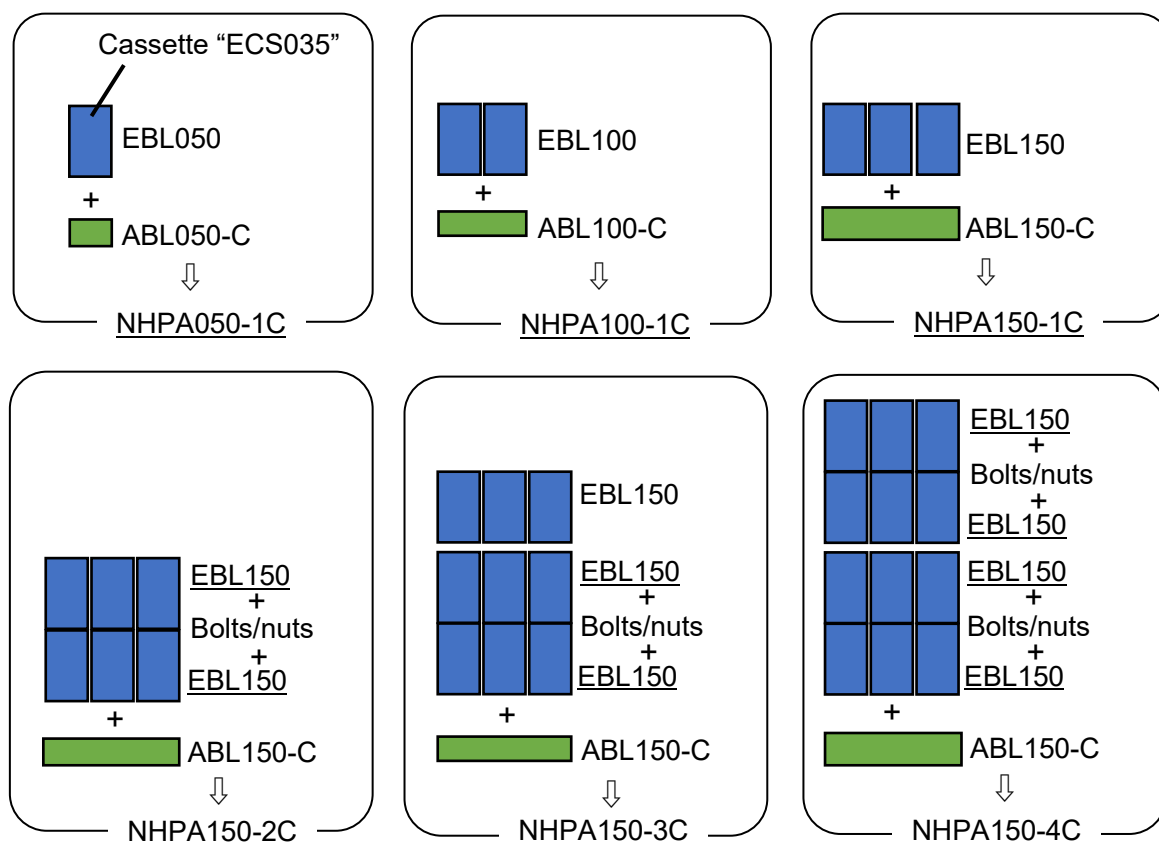 Cassette “ECS035”
EBL050
+
ABL050-C
⇩
NHPA050-1C
EBL100
+
ABL100-C
⇩
NHPA100-1C
EBL150
+
ABL150-C
⇩
NHPA150-1C
EBL150
+
Bolts/nuts
+
EBL150
+
ABL150-C
⇩
NHPA150-2C
EBL150
EBL150
+
Bolts/nuts
+
EBL150
+
ABL150-C
⇩
NHPA150-3C
EBL150
+
Bolts/nuts
+
EBL150
EBL150
+
Bolts/nuts
+
EBL150
+
ABL150-C
⇩
NHPA150-4C